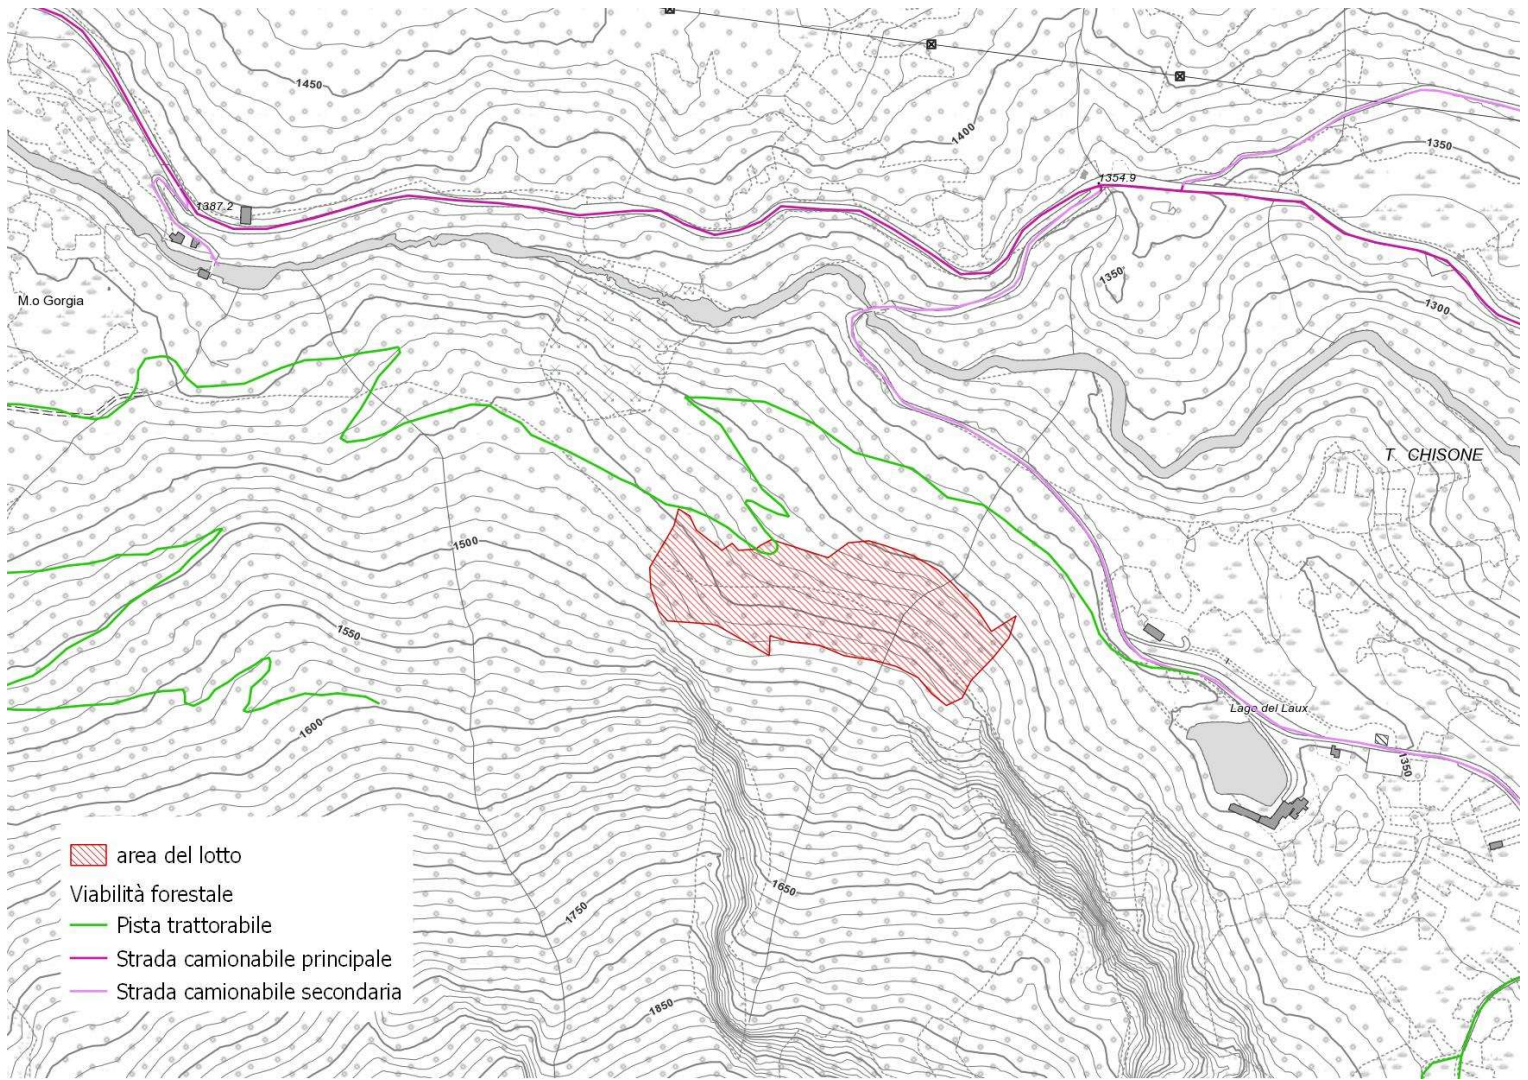 1450
1400
1350
1354.9
1387.2
1350
M.o Gorgia
1300
T. CHISONE
1500
1550
Lago del Laux
1600
1350
area del lotto
1650
Viabilità forestale
1750
Pista trattorabile
Strada camionabile principale
Strada camionabile secondaria
1850